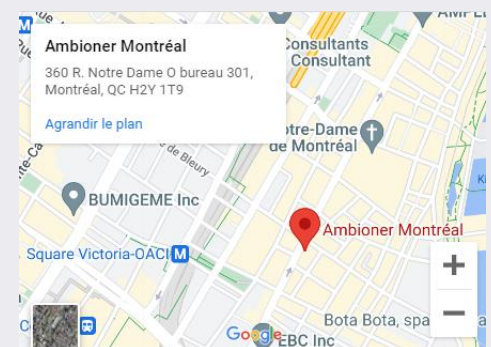 Ambioner Montréal
360 R. Notre Dame O bureau 301,
Montréal, QC H2Y 1T9
Agrandir le plan
Consultants
Consultant
otre-Dame
de Montréal
de Bleury
BUMIGEME Inc
Ambioner Montréal
Square Victoria-OACI
M
Bota Bota, spa
Google
EBC Inc